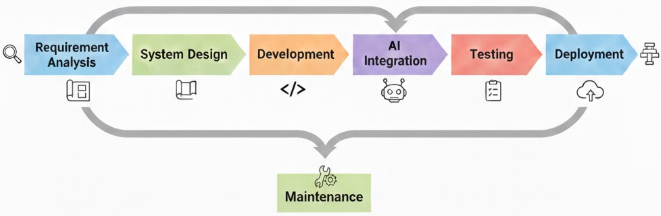 Requirement
Analysis
System Design
Development
AI
Integration
Testing
Deployment
</>
Maintenance